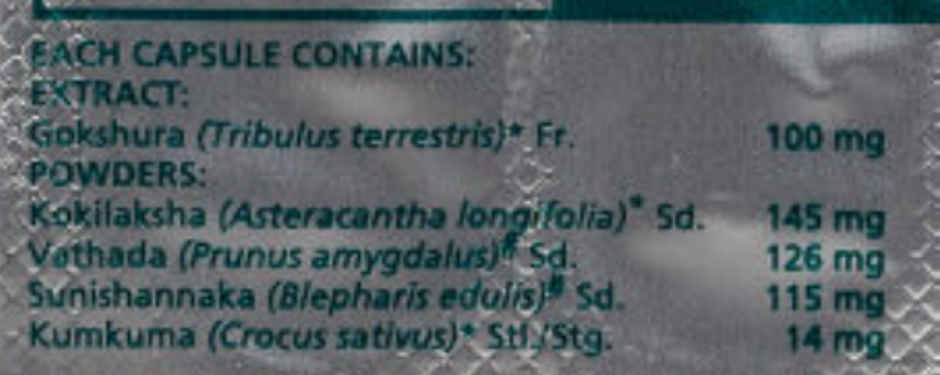 EACH CAPSULE CONTAINS:
EXTRACT:
Gokshura (Tribulus terrestris)* Fr. 100 mg
POWDERS:
Kokilaksha (Asteracantha longifolia)* Sd. 145 mg
Vathada (Prunus amygdalus)# Sd. 126 mg
Sunishannaka (Blepharis edulis)# Sd. 115 mg
Kumkuma (Crocus sativus)* Stl./Stg. 14 mg